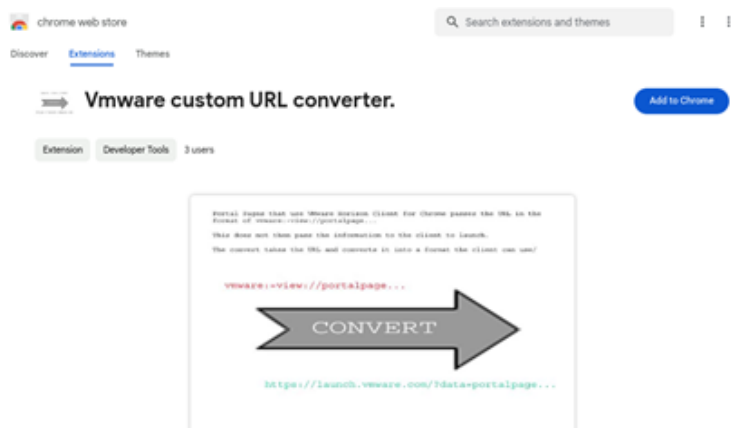 chrome web store
Search extensions and themes
Discover Extensions Themes
Vmware custom URL converter.
Add to Chrome
Extension Developer Tools 3 users
Portal Pages that use VMware Horizon Client for Chrome passes the URL in the
format of vmware:-view://portalpage...
This does not then pass the information to the client to launch.
The convert takes the URL and converts it into a format the client can use/
vmware:-view://portalpage...
CONVERT
https://launch.vmware.com/?data=portalpage...